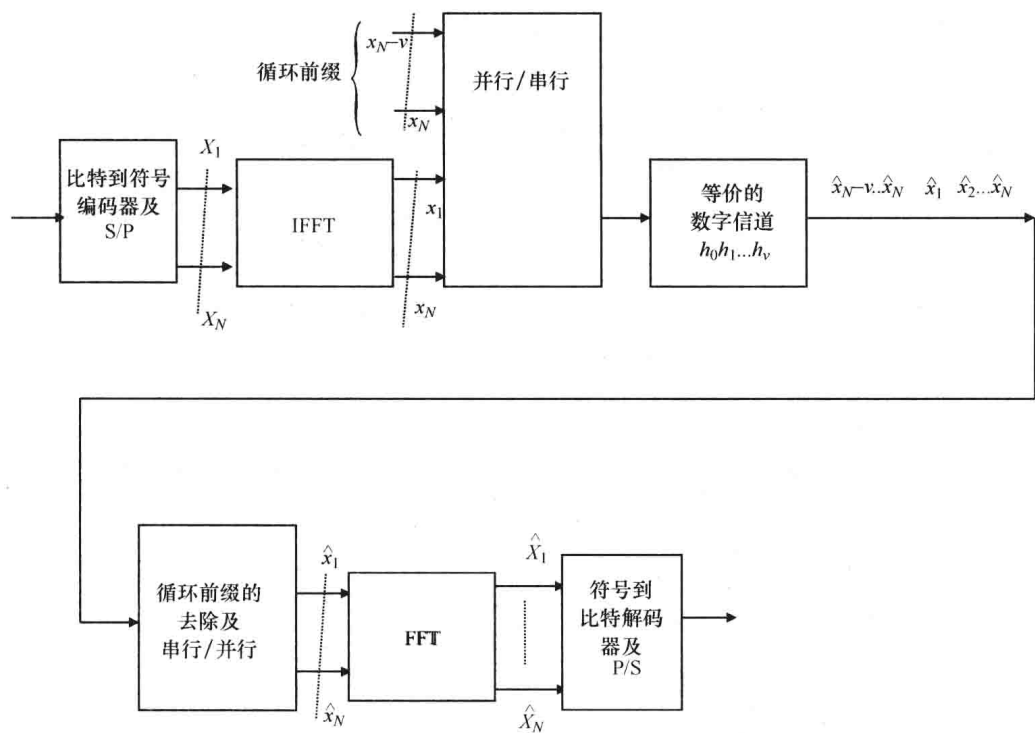 x_N–v
循环前缀
x_N
并行/串行
比特到符号
编码器及
S/P
X_1
X_N
IFFT
x_1
x_N
等价的
数字信道
h_0h_1...h_v
x̂_N–v..x̂_N x̂_1 x̂_2...x̂_N
循环前缀的
去除及
串行/并行
x̂_1
x̂_N
FFT
X̂_1
X̂_N
符号到
比特解码
器及
P/S